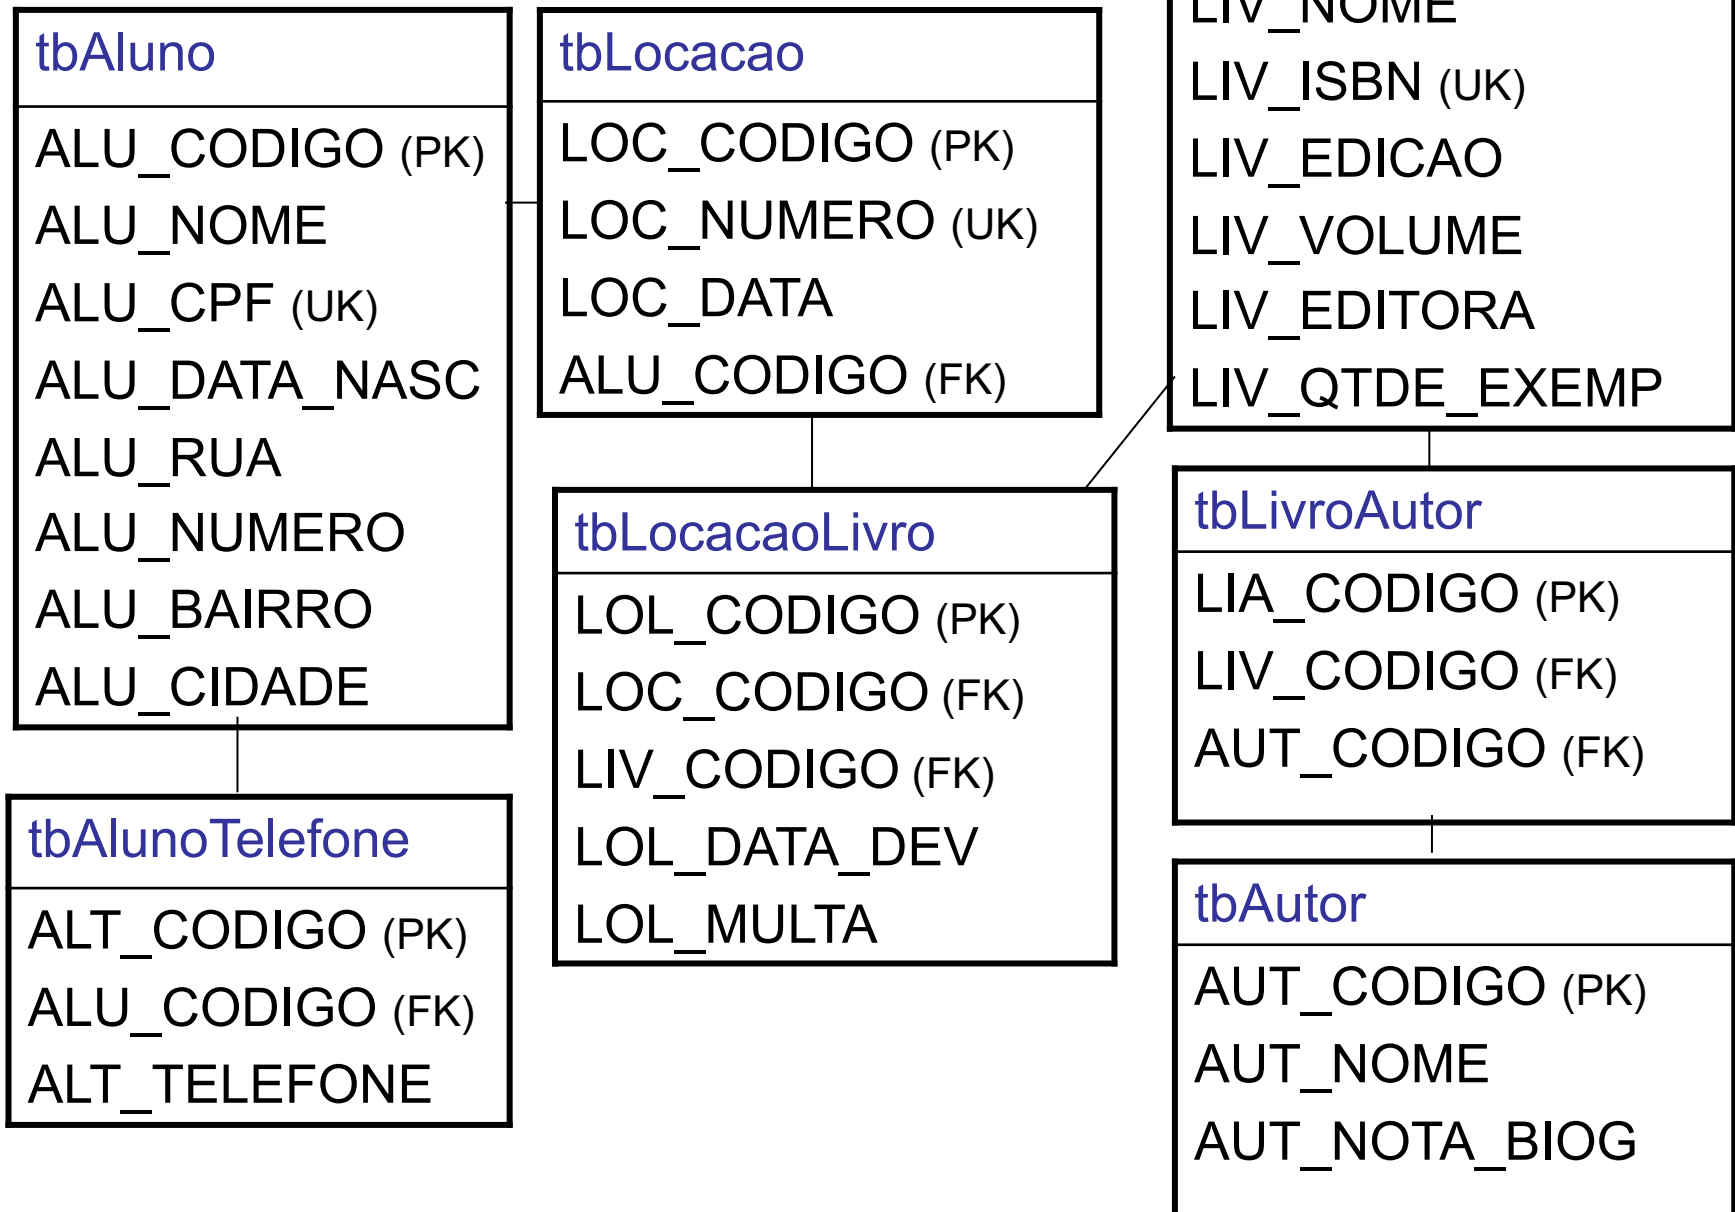 tbAluno
ALU_CODIGO (PK)
ALU_NOME
ALU_CPF (UK)
ALU_DATA_NASC
ALU_RUA
ALU_NUMERO
ALU_BAIRRO
ALU_CIDADE
tbAlunoTelefone
ALT_CODIGO (PK)
ALU_CODIGO (FK)
ALT_TELEFONE
tbLocacao
LOC_CODIGO (PK)
LOC_NUMERO (UK)
LOC_DATA
ALU_CODIGO (FK)
tbLocacaoLivro
LOL_CODIGO (PK)
LOC_CODIGO (FK)
LIV_CODIGO (FK)
LOL_DATA_DEV
LOL_MULTA
LIV_NOME
LIV_ISBN (UK)
LIV_EDICAO
LIV_VOLUME
LIV_EDITORA
LIV_QTDE_EXEMP
tbLivroAutor
LIA_CODIGO (PK)
LIV_CODIGO (FK)
AUT_CODIGO (FK)
tbAutor
AUT_CODIGO (PK)
AUT_NOME
AUT_NOTA_BIOG